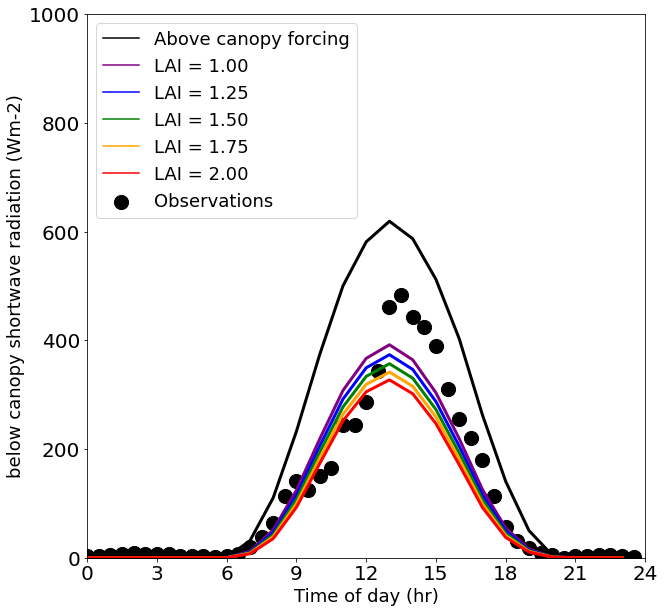 1000
800
600
400
200
0
below canopy shortwave radiation (Wm-2)
Above canopy forcing
LAI = 1.00
LAI = 1.25
LAI = 1.50
LAI = 1.75
LAI = 2.00
Observations
0 3 6 9 12 15 18 21 24
Time of day (hr)